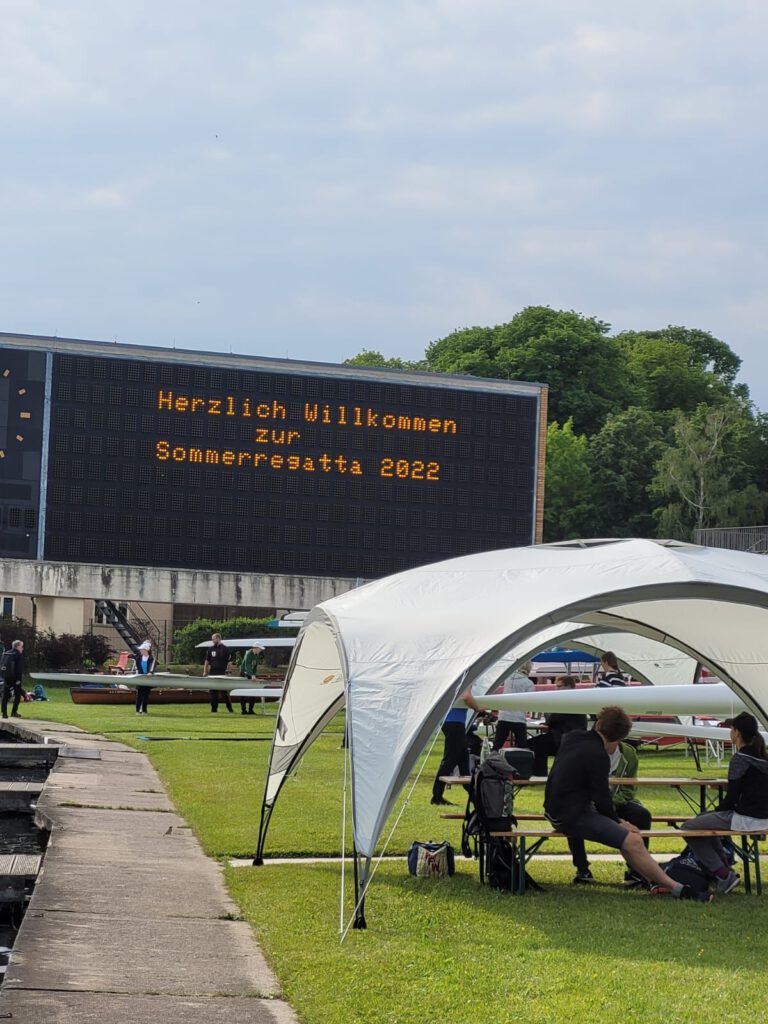 Herzlich Willkommen
zur
Sommerregatta 2022